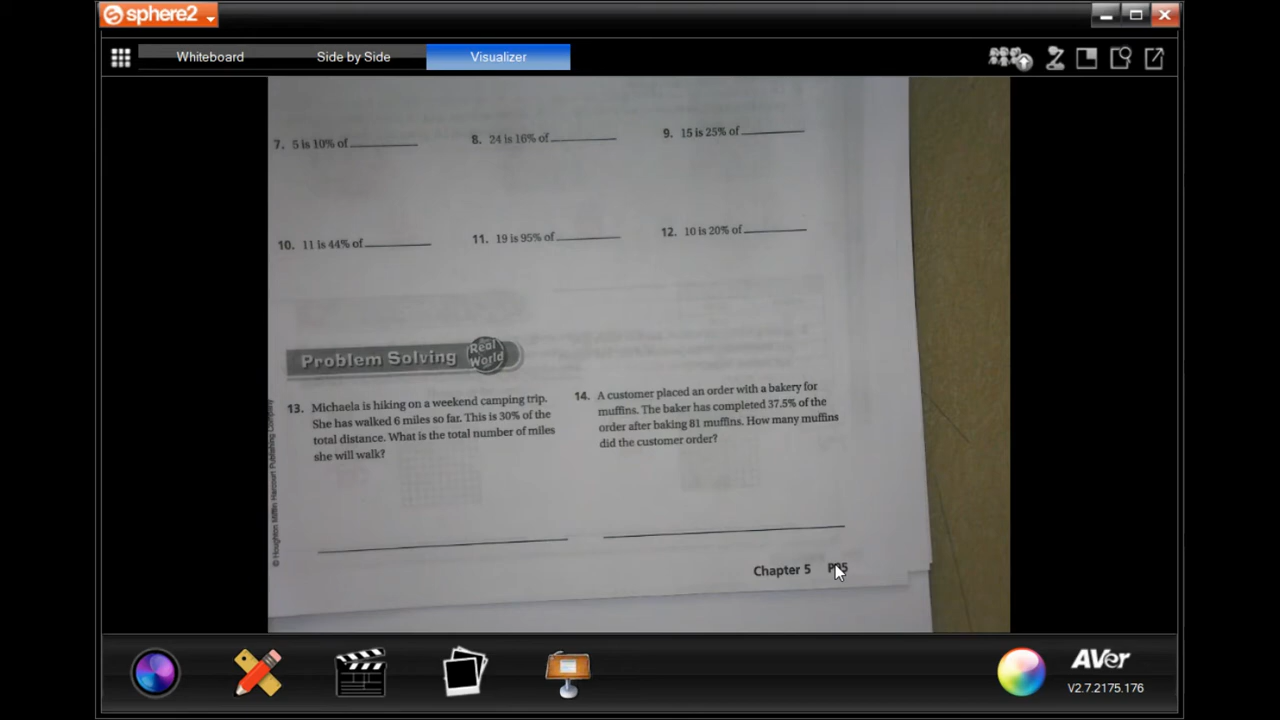 sphere2
Whiteboard Side by Side Visualizer
7. 5 is 10% of 8. 24 is 16% of 9. 15 is 25% of
10. 11 is 44% of 11. 19 is 95% of 12. 10 is 20% of
Problem Solving Real World
13. Michaela is hiking on a weekend camping trip.
She has walked 6 miles so far. This is 30% of the
total distance. What is the total number of miles
she will walk?
14. A customer placed an order with a bakery for
muffins. The baker has completed 37.5% of the
order after baking 81 muffins. How many muffins
did the customer order?
© Houghton Mifflin Harcourt Publishing Company
Chapter 5
AVer
V2.7.2175.176